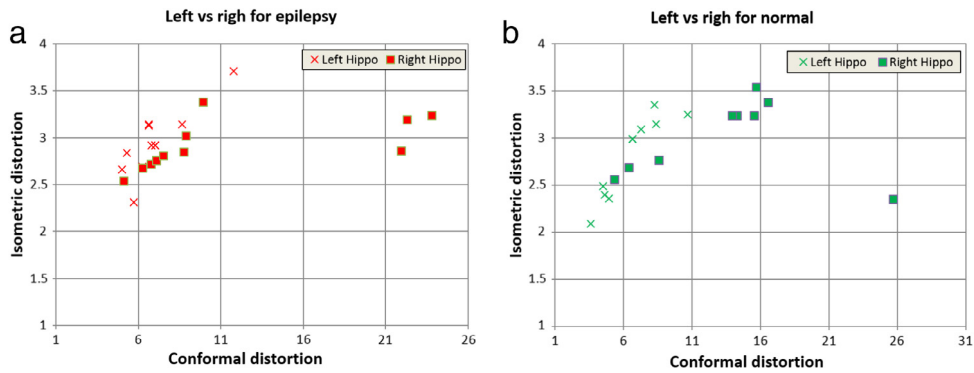 a
Left vs righ for epilepsy
Left Hippo Right Hippo
Isometric distortion
4
3.5
3
2.5
2
1.5
1
1 6 11 16 21 26
Conformal distortion
b
Left vs righ for normal
Left Hippo Right Hippo
Isometric distortion
4
3.5
3
2.5
2
1.5
1
1 6 11 16 21 26 31
Conformal distortion